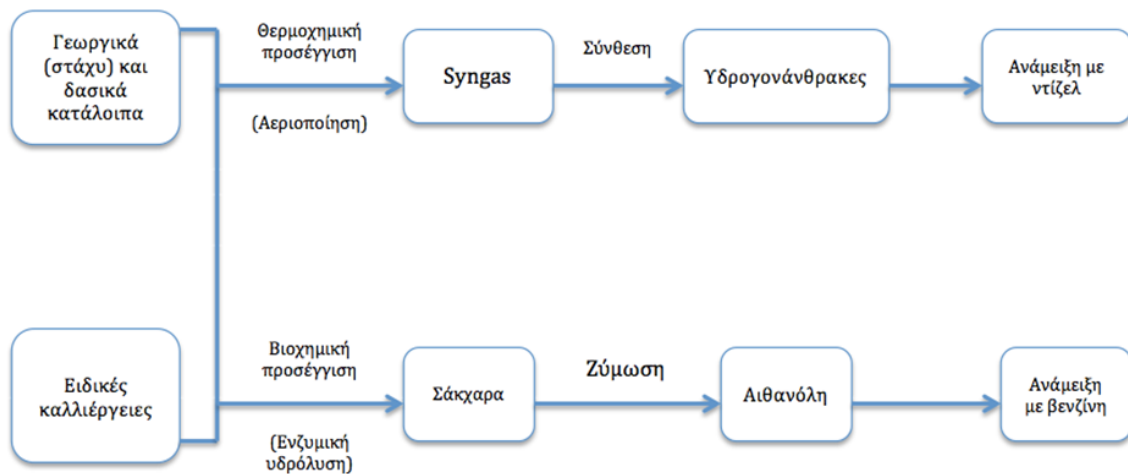 Γεωργικά
(στάχυ) και
δασικά
κατάλοιπα
Θερμοχημική
προσέγγιση
(Αεριοποίηση)
Syngas
Σύνθεση
Υδρογονάνθρακες
Ανάμειξη με
ντίζελ
Ειδικές
καλλιέργειες
Βιοχημική
προσέγγιση
(Ενζυμική
υδρόλυση)
Σάκχαρα
Ζύμωση
Αιθανόλη
Ανάμειξη
με βενζίνη